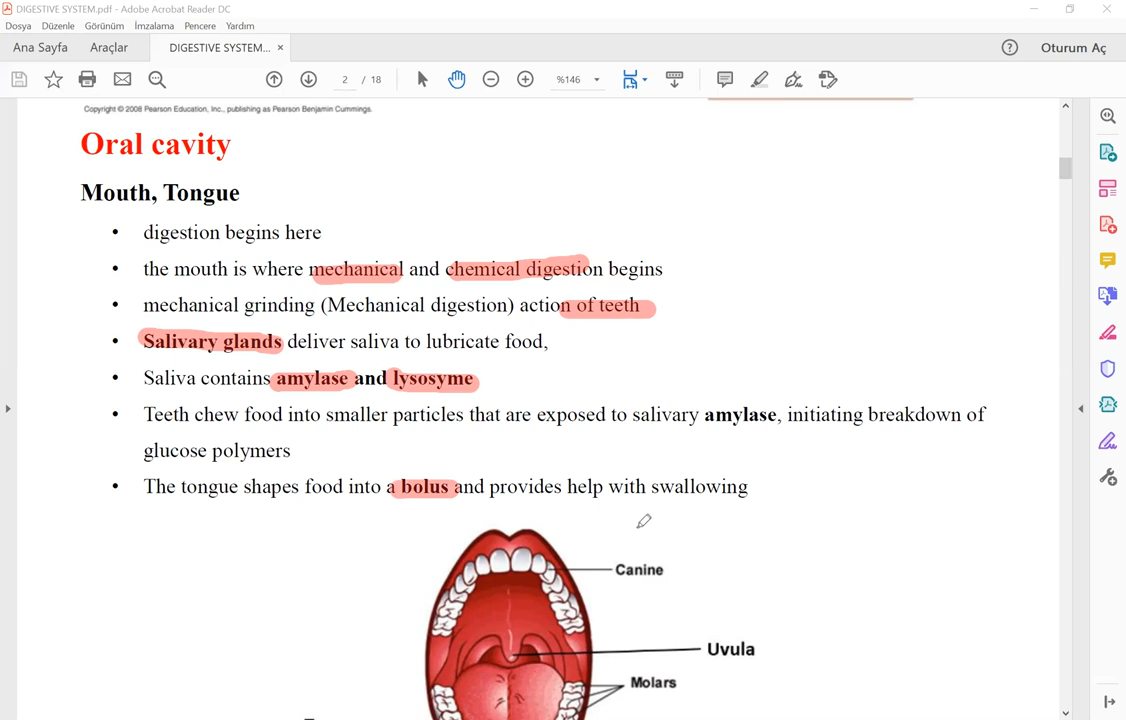 DIGESTIVE SYSTEM.pdf - Adobe Acrobat Reader DC
Dosya Düzenle Görünüm İmzalama Pencere Yardım
Ana Sayfa Araçlar DIGESTIVE SYSTEM... × Oturum Aç
2 / 18 %146
Copyright © 2008 Pearson Education, Inc., publishing as Pearson Benjamin Cummings.
Oral cavity
Mouth, Tongue
• digestion begins here
• the mouth is where mechanical and chemical digestion begins
• mechanical grinding (Mechanical digestion) action of teeth
• Salivary glands deliver saliva to lubricate food,
• Saliva contains amylase and lysosyme
• Teeth chew food into smaller particles that are exposed to salivary amylase, initiating breakdown of
glucose polymers
• The tongue shapes food into a bolus and provides help with swallowing
Canine
Uvula
Molars